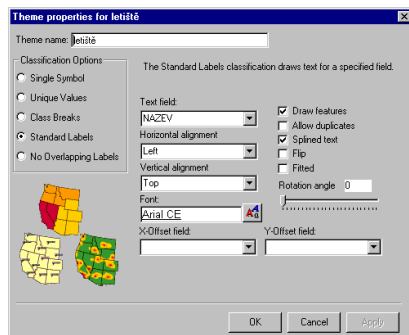 Theme properties for letiště
Theme name: letiště
Classification Options
Single Symbol
Unique Values
Class Breaks
Standard Labels
No Overlapping Labels
The Standard Labels classification draws text for a specified field.
Text field:
NAZEV
Horizontal alignment
Left
Vertical alignment
Top
Font:
Arial CE
Draw features
Allow duplicates
Splined text
Flip
Fitted
Rotation angle 0
X-Offset field:
Y-Offset field:
OK
Cancel
Apply